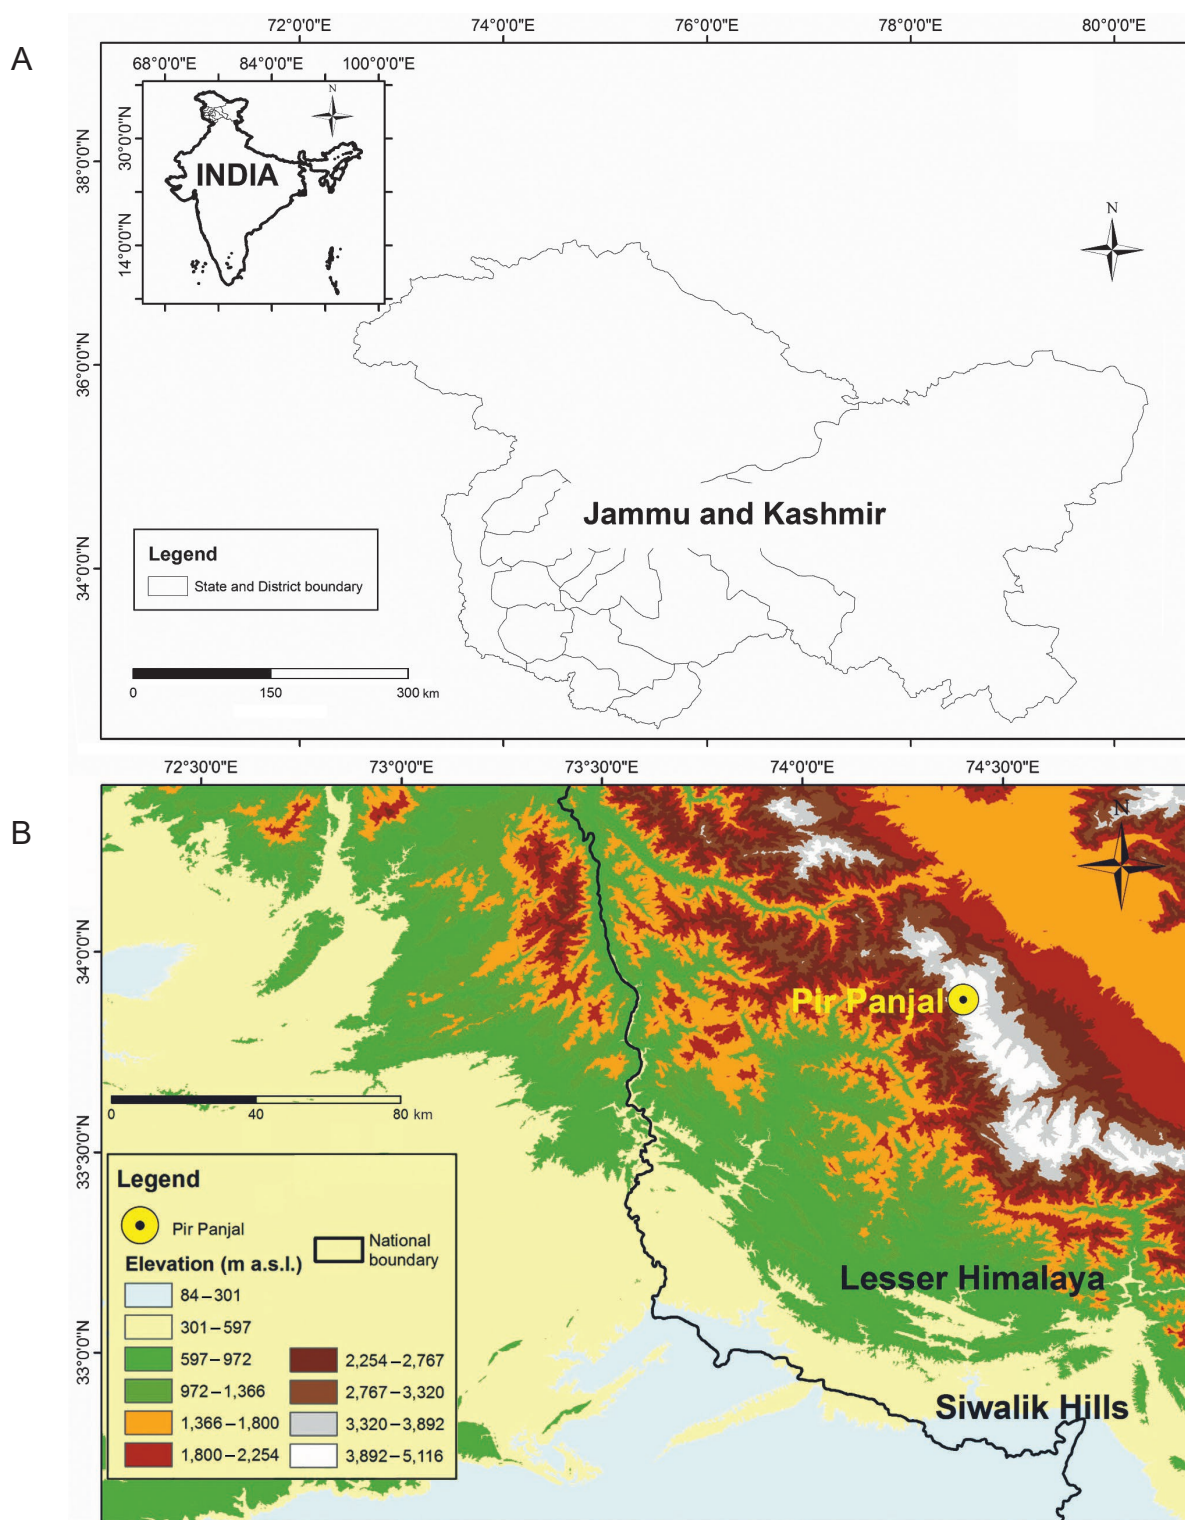 A
72°0'0"E 74°0'0"E 76°0'0"E 78°0'0"E 80°0'0"E
68°0'0"E 84°0'0"E 100°0'0"E
30°0'0"N
14°0'0"N
INDIA
38°0'0"N
36°0'0"N
34°0'0"N
N
Jammu and Kashmir
Legend
State and District boundary
0 150 300 km
B
72°30'0"E 73°0'0"E 73°30'0"E 74°0'0"E 74°30'0"E
N
34°0'0"N
33°30'0"N
33°0'0"N
Pir Panjal
0 40 80 km
Lesser Himalaya
Siwalik Hills
Legend
Pir Panjal
National
boundary
Elevation (m a.s.l.)
84–301
301–597
597–972
972–1,366
1,366–1,800
1,800–2,254
2,254–2,767
2,767–3,320
3,320–3,892
3,892–5,116